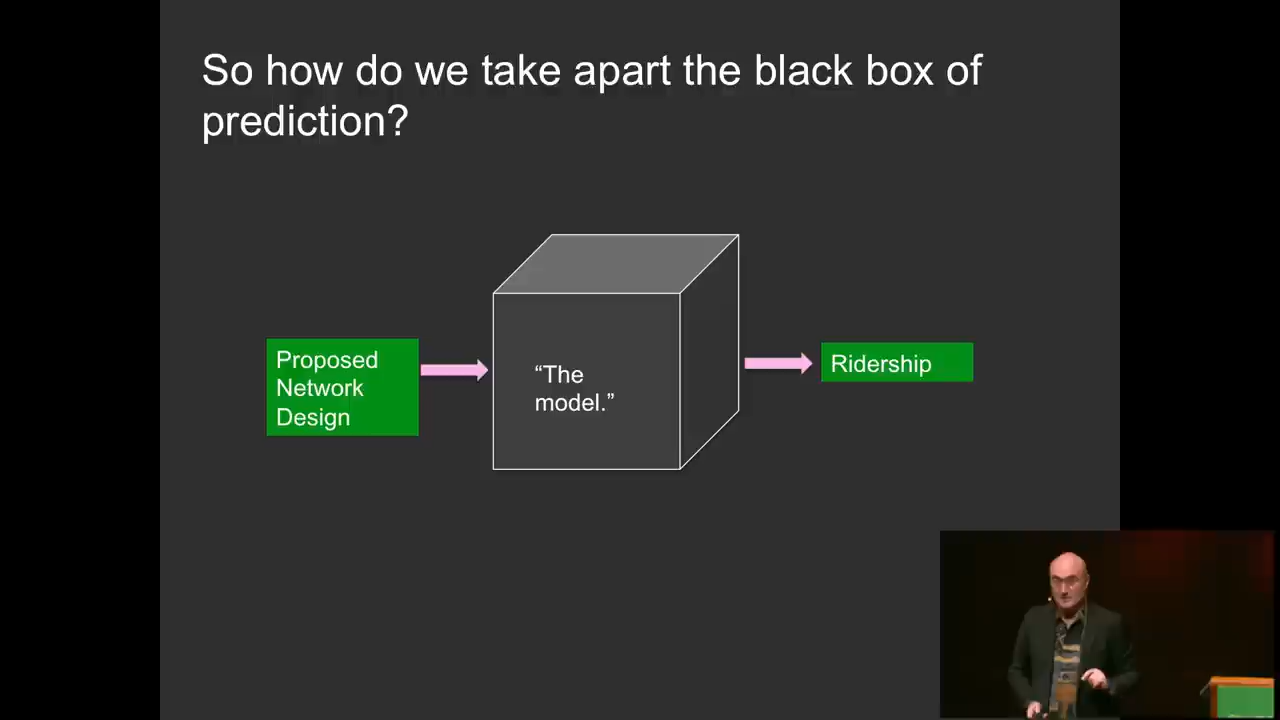 So how do we take apart the black box of
prediction?
Proposed
Network
Design
“The
model.”
Ridership